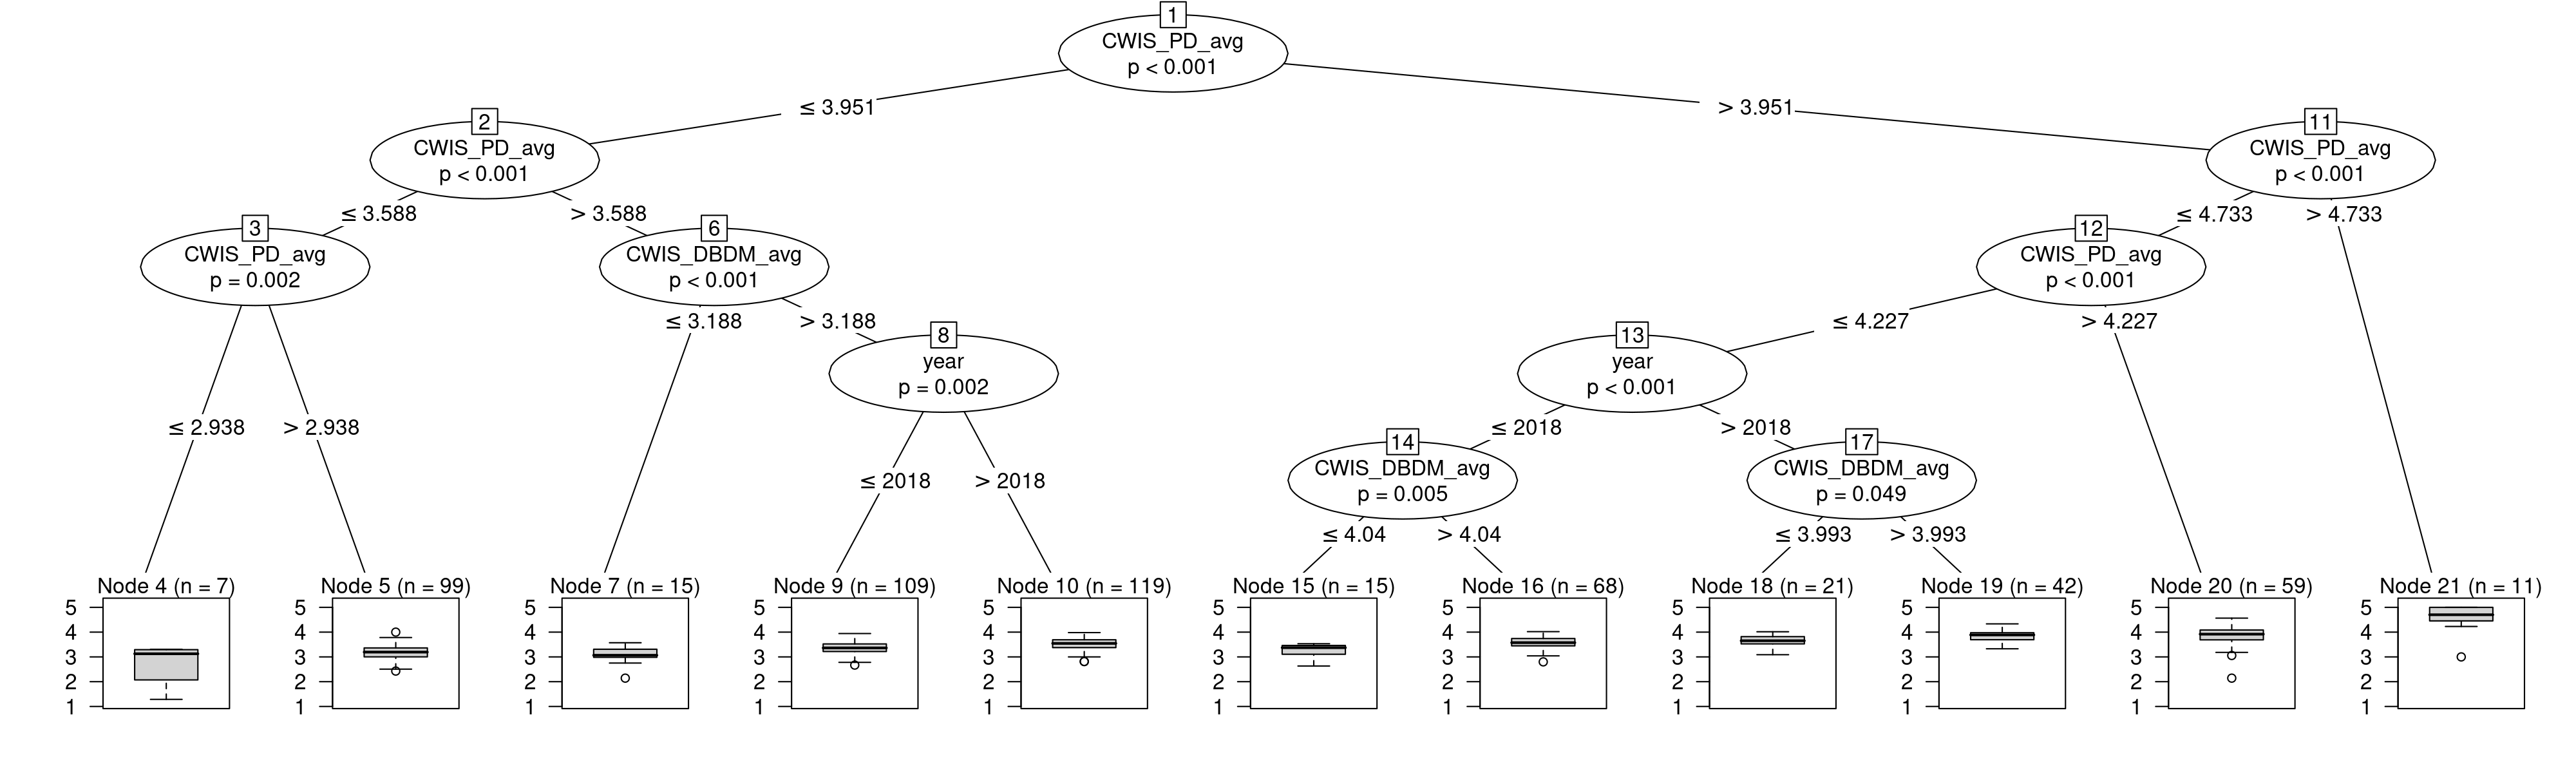 1
CWIS_PD_avg
p < 0.001
≤ 3.951
> 3.951
2
CWIS_PD_avg
p < 0.001
11
CWIS_PD_avg
p < 0.001
≤ 3.588
> 3.588
≤ 4.733
> 4.733
3
CWIS_PD_avg
p = 0.002
6
CWIS_DBDM_avg
p < 0.001
12
CWIS_PD_avg
p < 0.001
≤ 3.188
> 3.188
≤ 4.227
> 4.227
8
year
p = 0.002
13
year
p < 0.001
≤ 2.938
> 2.938
≤ 2018
> 2018
≤ 2018
> 2018
14
CWIS_DBDM_avg
p = 0.005
17
CWIS_DBDM_avg
p = 0.049
≤ 4.04
> 4.04
≤ 3.993
> 3.993
Node 4 (n = 7)
5
4
3
2
1
Node 5 (n = 99)
5
4
3
2
1
Node 7 (n = 15)
5
4
3
2
1
Node 9 (n = 109)
5
4
3
2
1
Node 10 (n = 119)
5
4
3
2
1
Node 15 (n = 15)
5
4
3
2
1
Node 16 (n = 68)
5
4
3
2
1
Node 18 (n = 21)
5
4
3
2
1
Node 19 (n = 42)
5
4
3
2
1
Node 20 (n = 59)
5
4
3
2
1
Node 21 (n = 11)
5
4
3
2
1